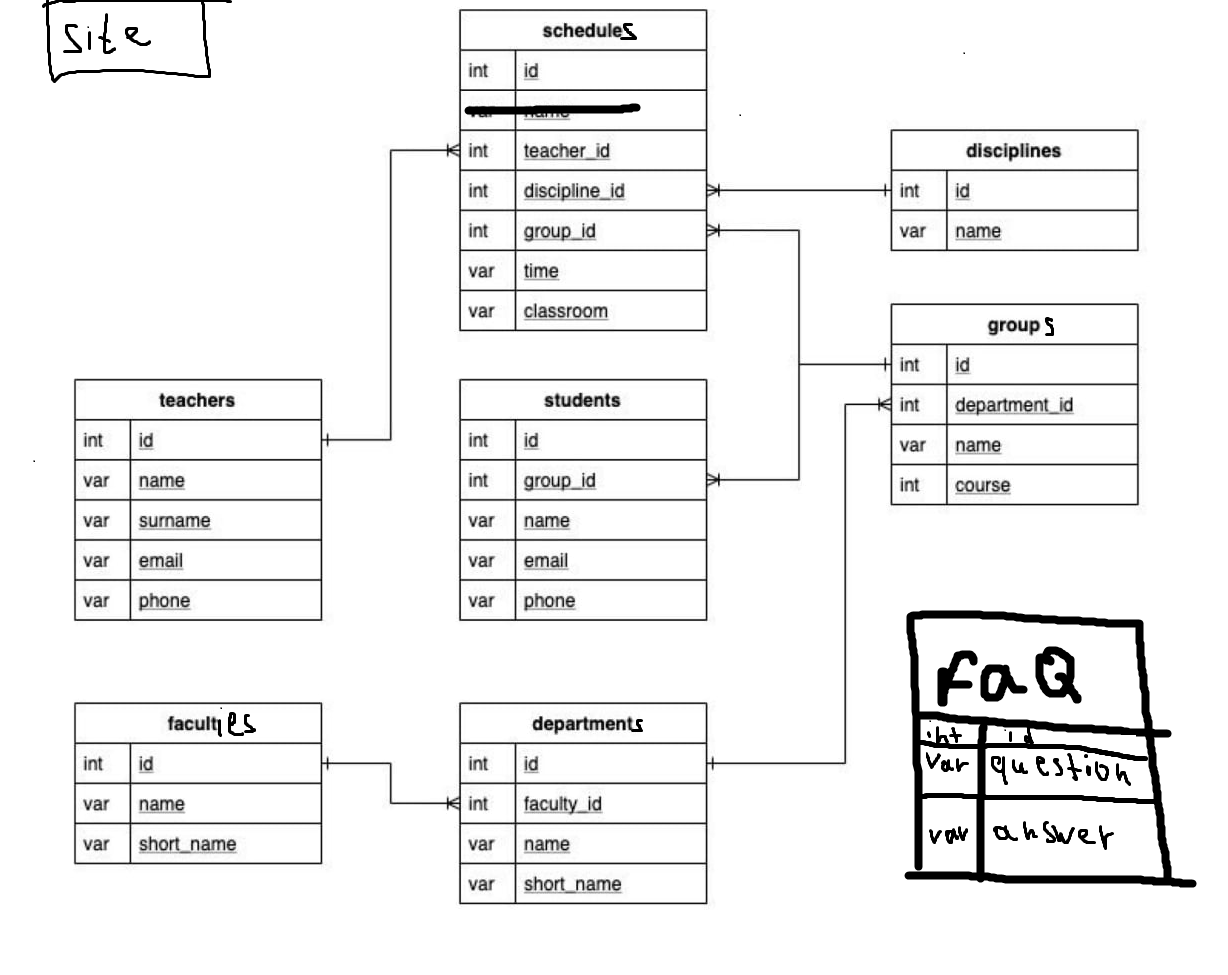 site
schedules
int id
var name
int teacher_id
int discipline_id
int group_id
var time
var classroom
disciplines
int id
var name
groups
int id
int department_id
var name
int course
teachers
int id
var name
var surname
var email
var phone
students
int id
int group_id
var name
var email
var phone
faculties
int id
var name
var short_name
departments
int id
int faculty_id
var name
var short_name
FaQ
int id
var question
var answer